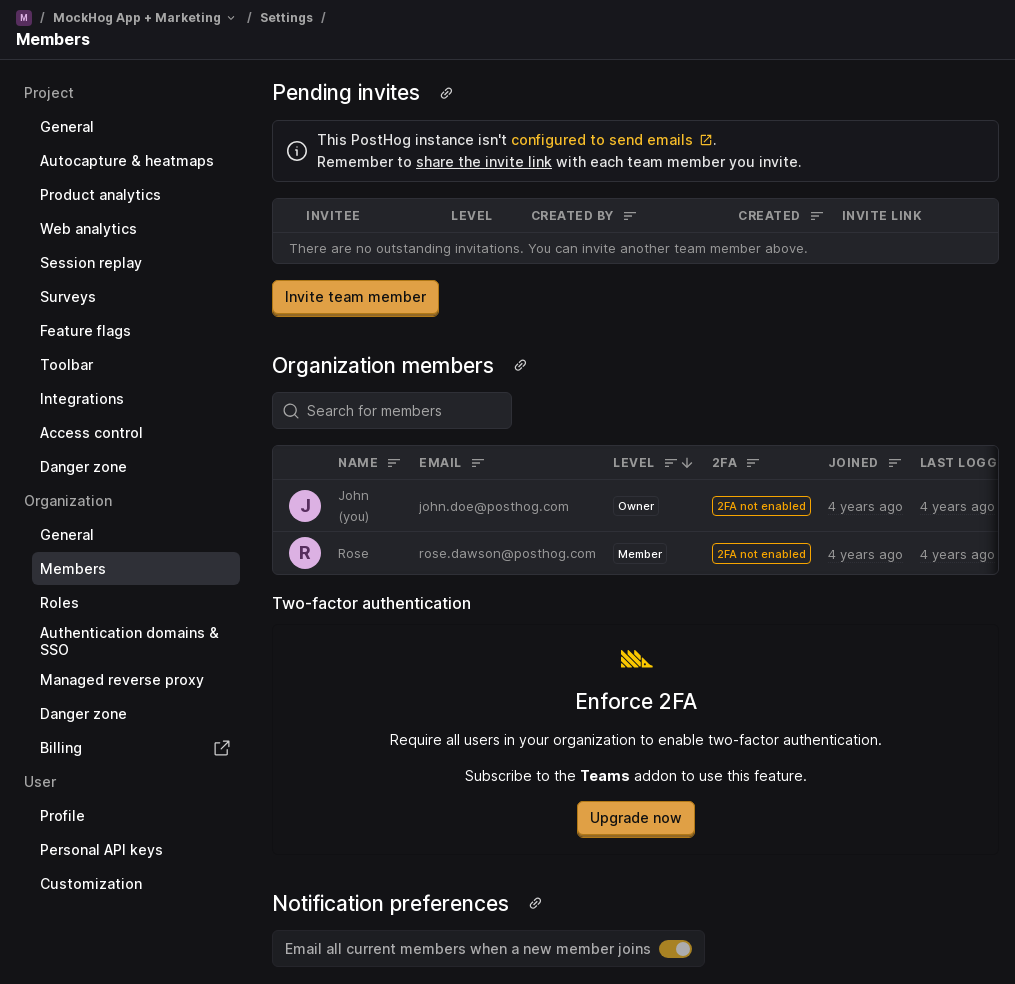 M / MockHog App + Marketing / Settings /
Members
Project
General
Autocapture & heatmaps
Product analytics
Web analytics
Session replay
Surveys
Feature flags
Toolbar
Integrations
Access control
Danger zone
Organization
General
Members
Roles
Authentication domains &
SSO
Managed reverse proxy
Danger zone
Billing
User
Profile
Personal API keys
Customization
Pending invites
This PostHog instance isn't configured to send emails.
Remember to share the invite link with each team member you invite.
INVITEE LEVEL CREATED BY CREATED INVITE LINK
There are no outstanding invitations. You can invite another team member above.
Invite team member
Organization members
Search for members
NAME EMAIL LEVEL 2FA JOINED LAST LOGG
J John
(you) john.doe@posthog.com Owner 2FA not enabled 4 years ago 4 years ago
R Rose rose.dawson@posthog.com Member 2FA not enabled 4 years ago 4 years ago
Two-factor authentication
Enforce 2FA
Require all users in your organization to enable two-factor authentication.
Subscribe to the Teams addon to use this feature.
Upgrade now
Notification preferences
Email all current members when a new member joins